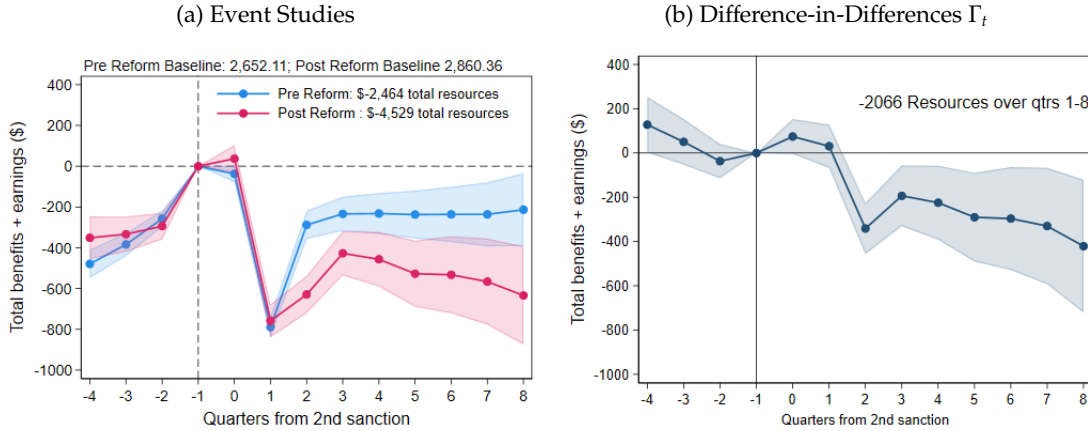 (a) Event Studies
Pre Reform Baseline: 2,652.11; Post Reform Baseline 2,860.36
Pre Reform: $-2,464 total resources
Post Reform : $-4,529 total resources
Total benefits + earnings ($)
400
200
0
-200
-400
-600
-800
-1000
-4 -3 -2 -1 0 1 2 3 4 5 6 7 8
Quarters from 2nd sanction
(b) Difference-in-Differences Γt
-2066 Resources over qtrs 1-8
Total benefits + earnings ($)
400
200
0
-200
-400
-600
-800
-1000
-4 -3 -2 -1 0 1 2 3 4 5 6 7 8
Quarters from 2nd sanction